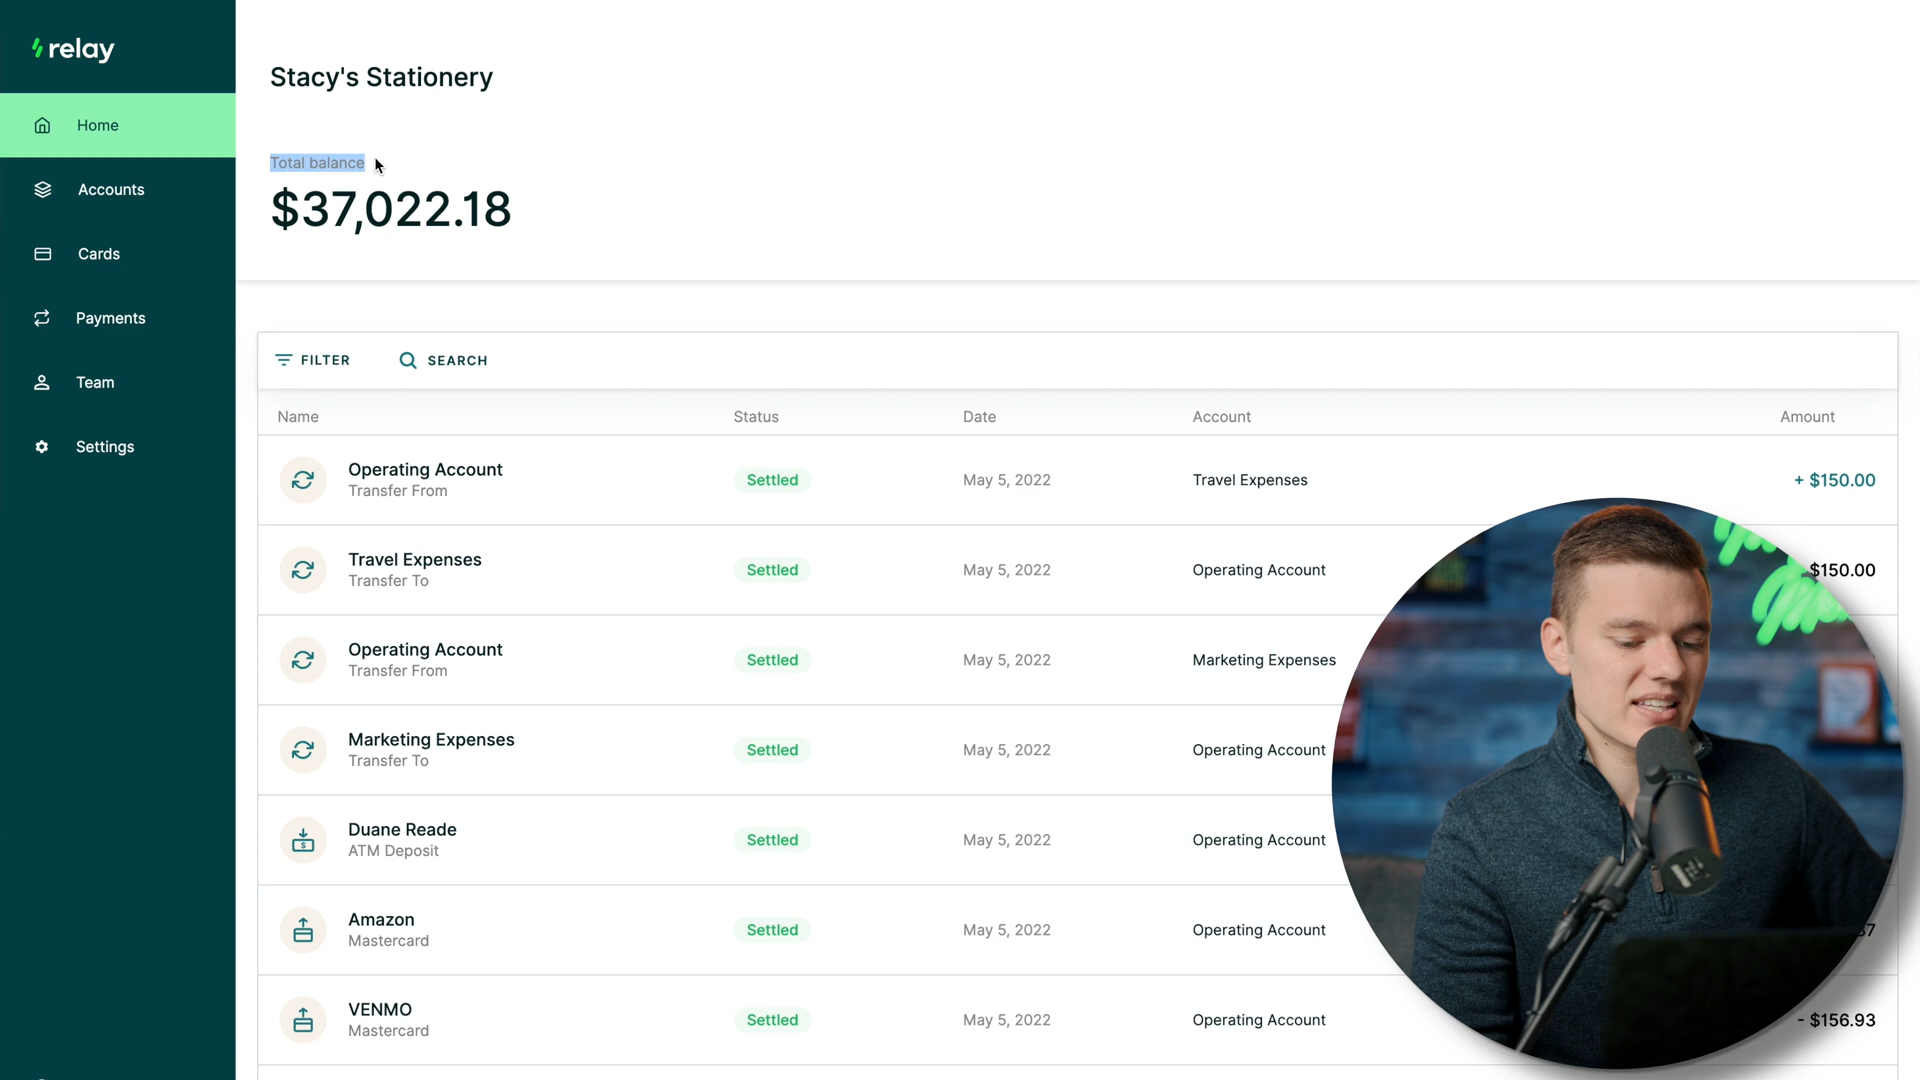 relay
Stacy's Stationery
Home
Total balance
Accounts
$37,022.18
Cards
Payments
FILTER SEARCH
Team
Name Status Date Account Amount
Settings
Operating Account
Transfer From
Settled May 5, 2022 Travel Expenses + $150.00
Travel Expenses
Transfer To
Settled May 5, 2022 Operating Account $150.00
Operating Account
Transfer From
Settled May 5, 2022 Marketing Expenses
Marketing Expenses
Transfer To
Settled May 5, 2022 Operating Account
Duane Reade
ATM Deposit
Settled May 5, 2022 Operating Account
Amazon
Mastercard
Settled May 5, 2022 Operating Account
VENMO
Mastercard
Settled May 5, 2022 Operating Account - $156.93